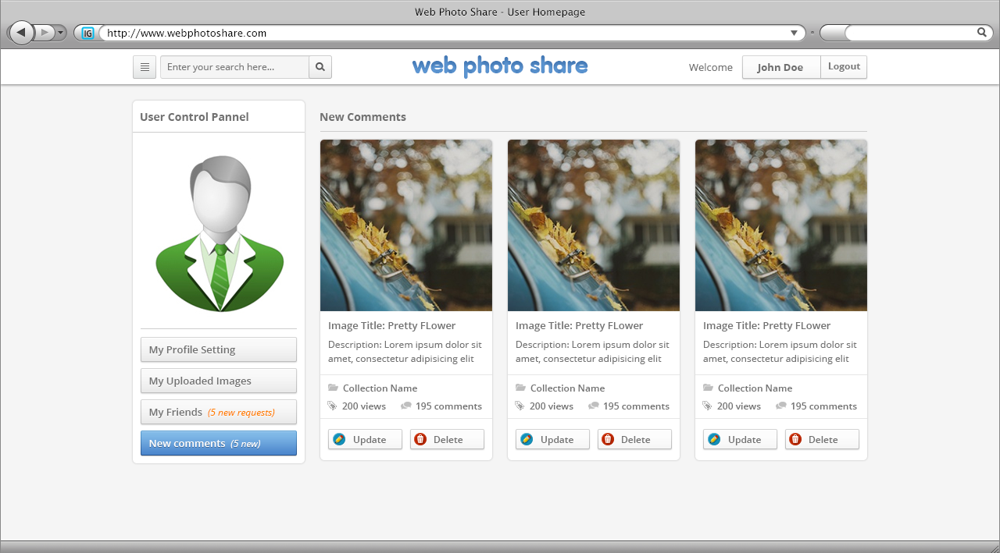 Web Photo Share - User Homepage
IG
http://www.webphotoshare.com
Enter your search here...
web photo share
Welcome
John Doe
Logout
User Control Pannel
My Profile Setting
My Uploaded Images
My Friends (5 new requests)
New comments (5 new)
New Comments
Image Title: Pretty FLower
Description: Lorem ipsum dolor sit
amet, consectetur adipisicing elit
Collection Name
200 views
195 comments
Update
Delete
Image Title: Pretty FLower
Description: Lorem ipsum dolor sit
amet, consectetur adipisicing elit
Collection Name
200 views
195 comments
Update
Delete
Image Title: Pretty FLower
Description: Lorem ipsum dolor sit
amet, consectetur adipisicing elit
Collection Name
200 views
195 comments
Update
Delete